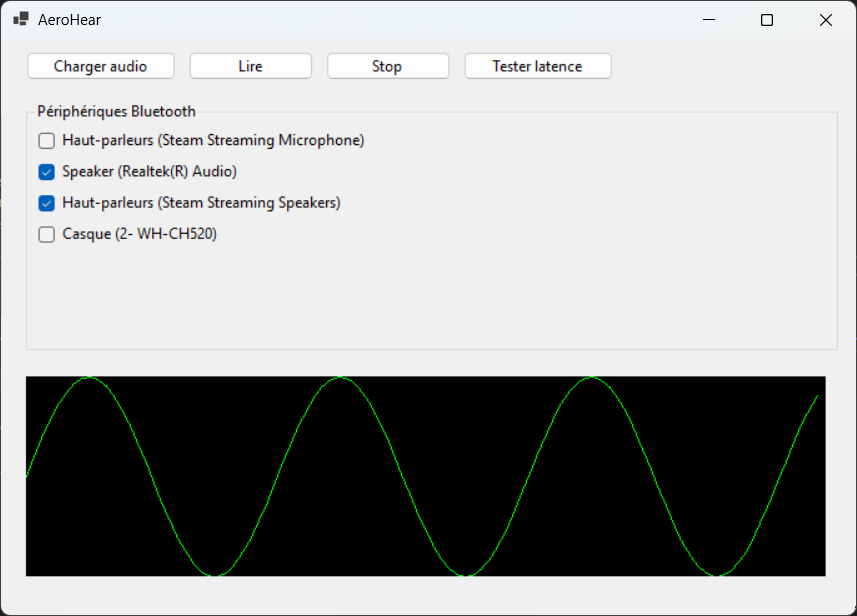 AeroHear
Charger audio Lire Stop Tester latence
Périphériques Bluetooth
Haut-parleurs (Steam Streaming Microphone)
Speaker (Realtek(R) Audio)
Haut-parleurs (Steam Streaming Speakers)
Casque (2- WH-CH520)